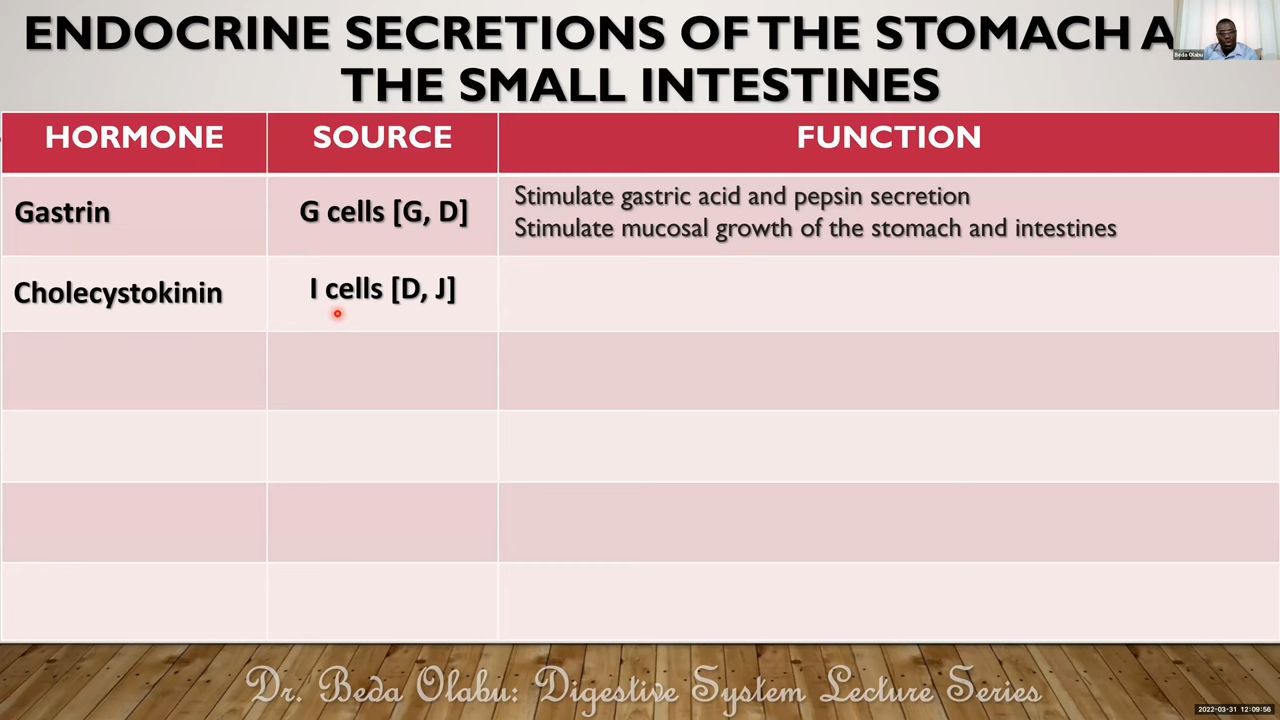 ENDOCRINE SECRETIONS OF THE STOMACH A
THE SMALL INTESTINES
Beda Olabu
HORMONE SOURCE FUNCTION
Gastrin G cells [G, D] Stimulate gastric acid and pepsin secretion
Stimulate mucosal growth of the stomach and intestines
Cholecystokinin I cells [D, J]
Dr. Beda Olabu: Digestive System Lecture Series
2022-03-31 12:09:56